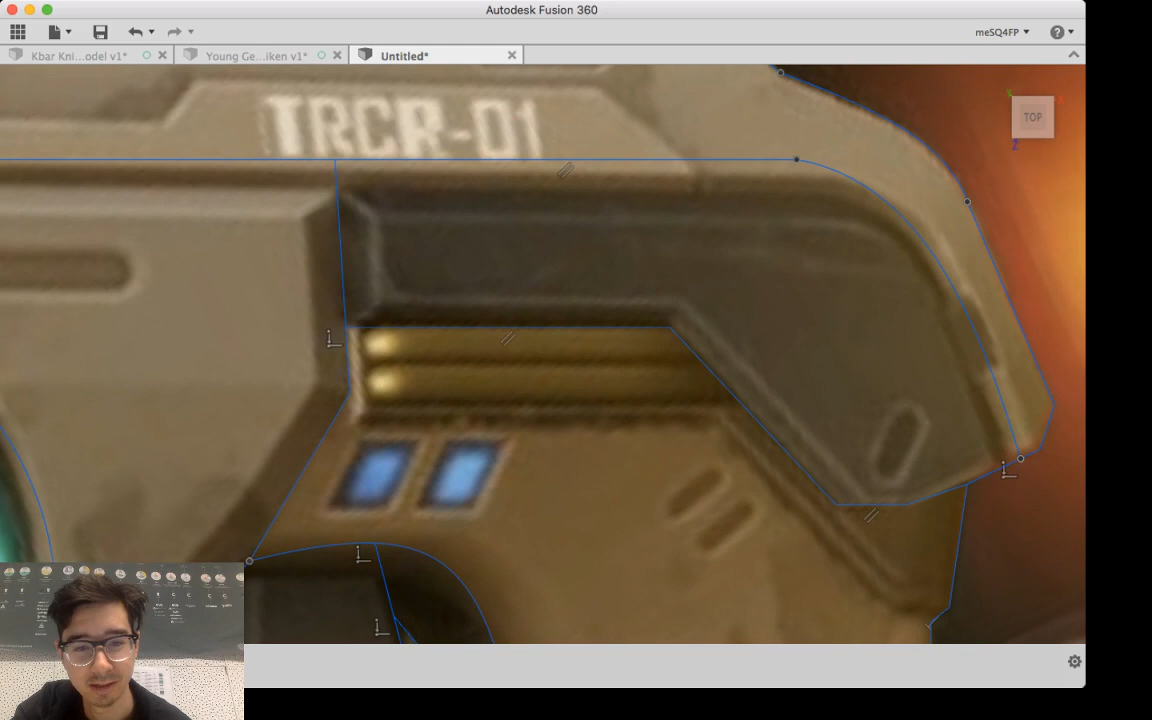 Autodesk Fusion 360
meSQ4FP
Kbar Kni...odel v1*
Young Ge...iken v1*
Untitled*
TRCR-01
TOP